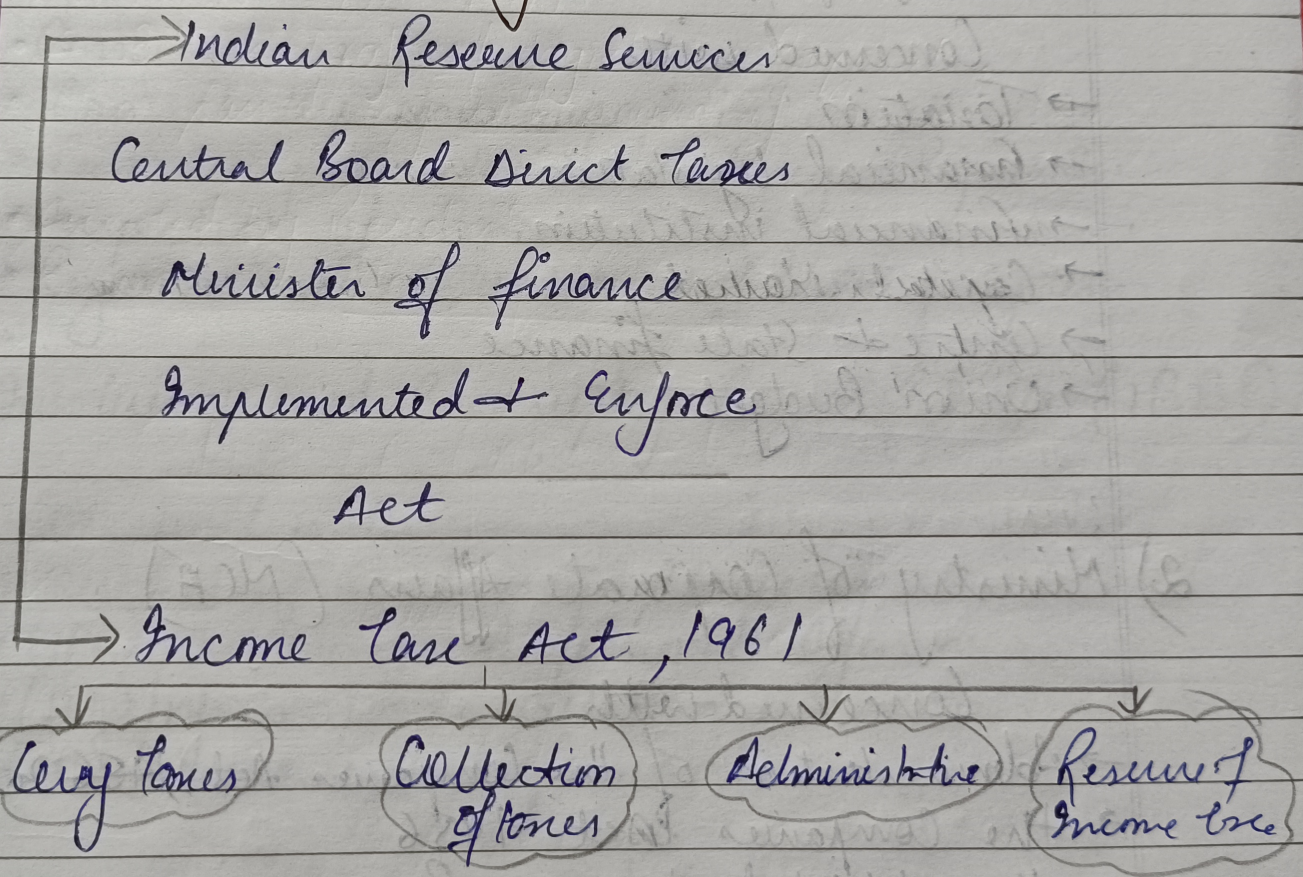 Indian Reserve Services
Central Board Direct Taxes
Minister of finance
Implemented & Enforce
Act
Income Tax Act, 1961
Levy Taxes
Collection
of taxes
Administrative
Reserve of
Income tax